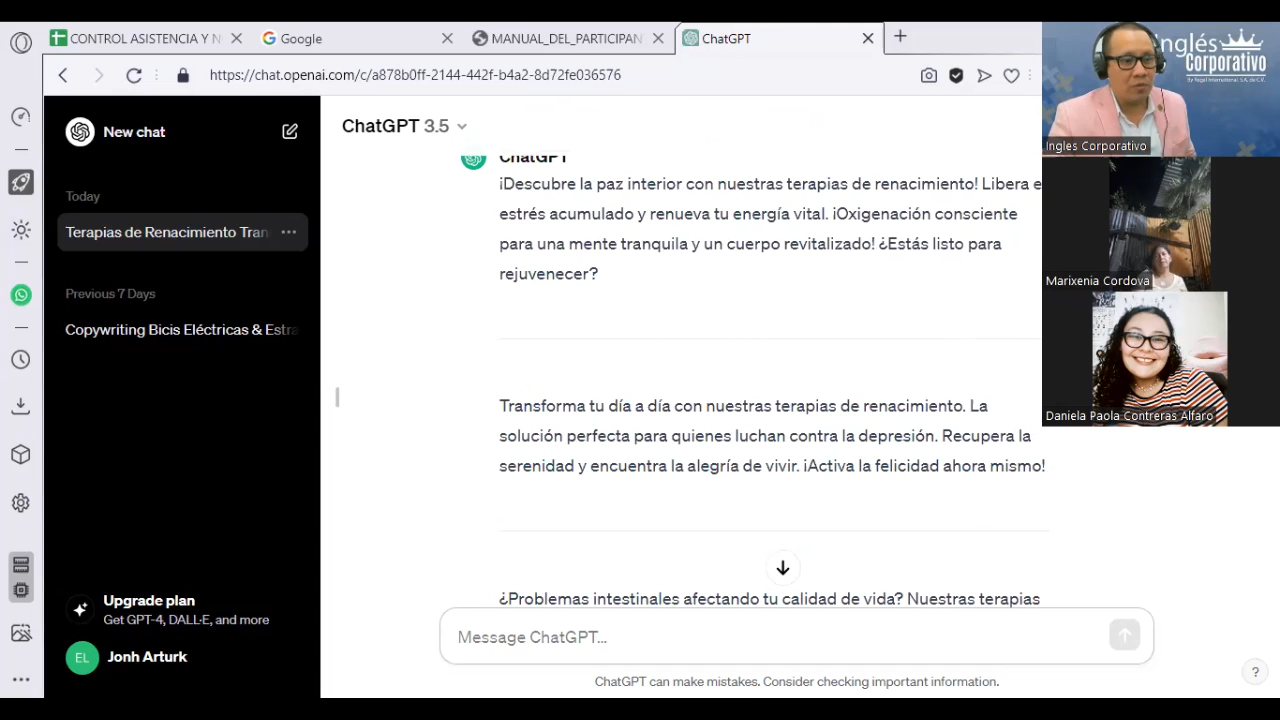 CONTROL ASISTENCIA Y N
Google
MANUAL_DEL_PARTICIPAN
ChatGPT
https://chat.openai.com/c/a878b0ff-2144-442f-b4a2-8d72fe036576
New chat
Today
Terapias de Renacimiento Tran
Previous 7 Days
Copywriting Bicis Eléctricas & Estra
Upgrade plan
Get GPT-4, DALL·E, and more
EL
Jonh Arturk
ChatGPT 3.5
ChatGPT
¡Descubre la paz interior con nuestras terapias de renacimiento! Libera e
estrés acumulado y renueva tu energía vital. ¡Oxigenación consciente
para una mente tranquila y un cuerpo revitalizado! ¿Estás listo para
rejuvenecer?
Transforma tu día a día con nuestras terapias de renacimiento. La
solución perfecta para quienes luchan contra la depresión. Recupera la
serenidad y encuentra la alegría de vivir. ¡Activa la felicidad ahora mismo!
¿Problemas intestinales afectando tu calidad de vida? Nuestras terapias
Message ChatGPT...
ChatGPT can make mistakes. Consider checking important information.
?
Inglés
Corporativo
By Regal International, S.A. de C.V.
Ingles Corporativo
Marixenia Cordova
Daniela Paola Contreras Alfaro